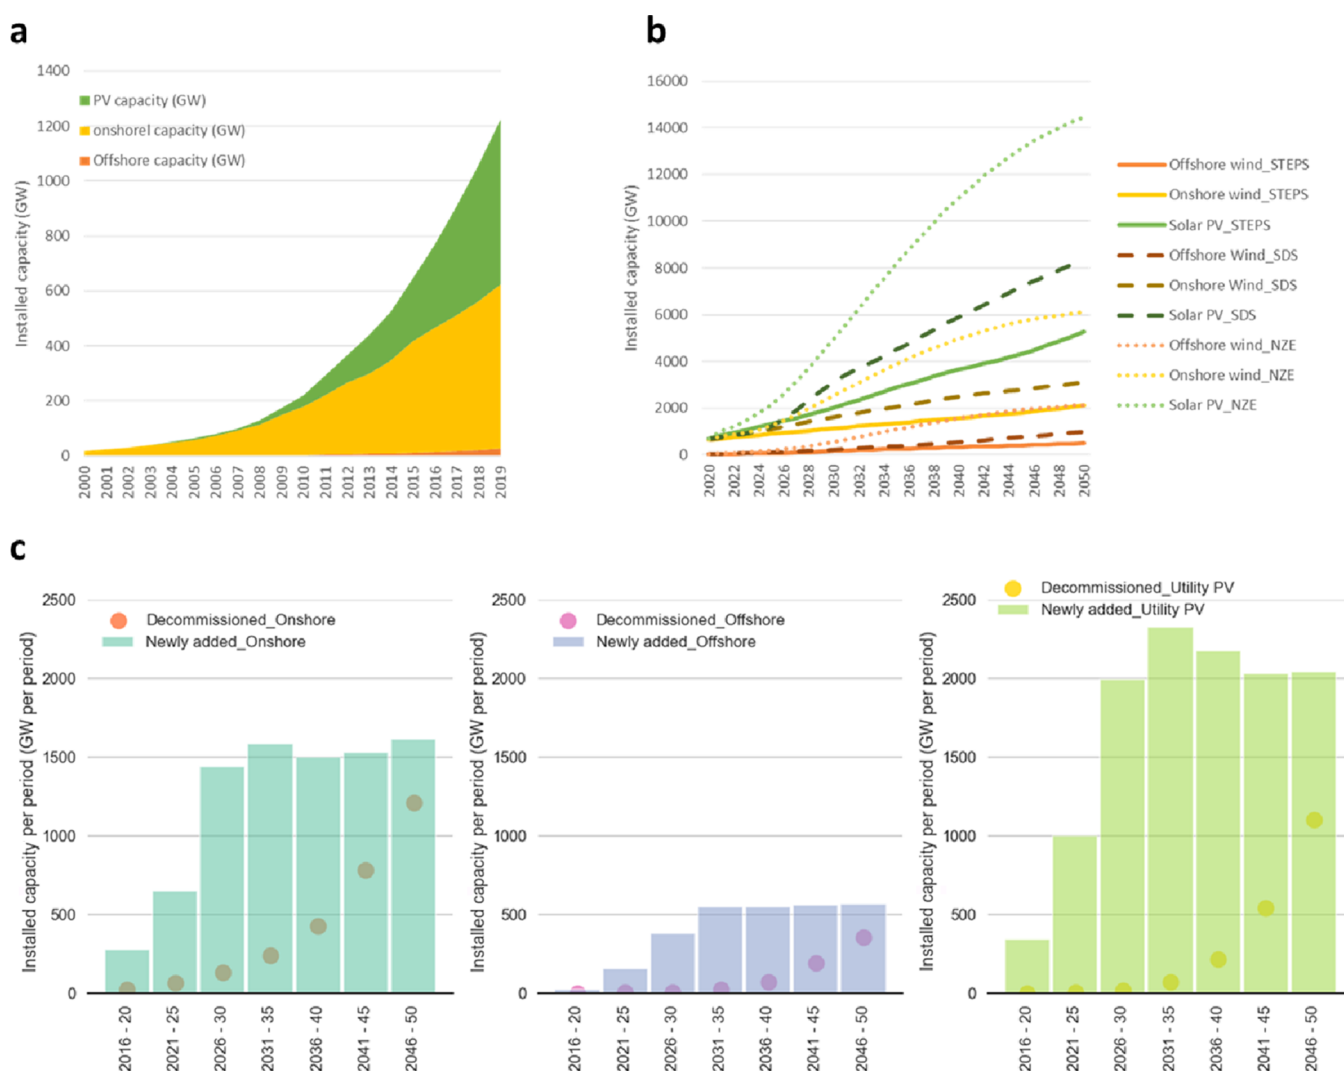 a
Installed capacity (GW)
1400
1200
1000
800
600
400
200
0
PV capacity (GW)
onshorel capacity (GW)
Offshore capacity (GW)
2000 2001 2002 2003 2004 2005 2006 2007 2008 2009 2010 2011 2012 2013 2014 2015 2016 2017 2018 2019
b
Installed capacity (GW)
16000
14000
12000
10000
8000
6000
4000
2000
0
2020 2022 2024 2026 2028 2030 2032 2034 2036 2038 2040 2042 2044 2046 2048 2050
Offshore wind_STEPS
Onshore wind_STEPS
Solar PV_STEPS
Offshore Wind_SDS
Onshore Wind_SDS
Solar PV_SDS
Offshore wind_NZE
Onshore wind_NZE
Solar PV_NZE
c
Installed capacity per period (GW per period)
2500
2000
1500
1000
500
0
Decommissioned_Onshore
Newly added_Onshore
2016 - 20 2021 - 25 2026 - 30 2031 - 35 2036 - 40 2041 - 45 2046 - 50
Installed capacity per period (GW per period)
2500
2000
1500
1000
500
0
Decommissioned_Offshore
Newly added_Offshore
2016 - 20 2021 - 25 2026 - 30 2031 - 35 2036 - 40 2041 - 45 2046 - 50
Installed capacity per period (GW per period)
2500
2000
1500
1000
500
0
Decommissioned_Utility PV
Newly added_Utility PV
2016 - 20 2021 - 25 2026 - 30 2031 - 35 2036 - 40 2041 - 45 2046 - 50